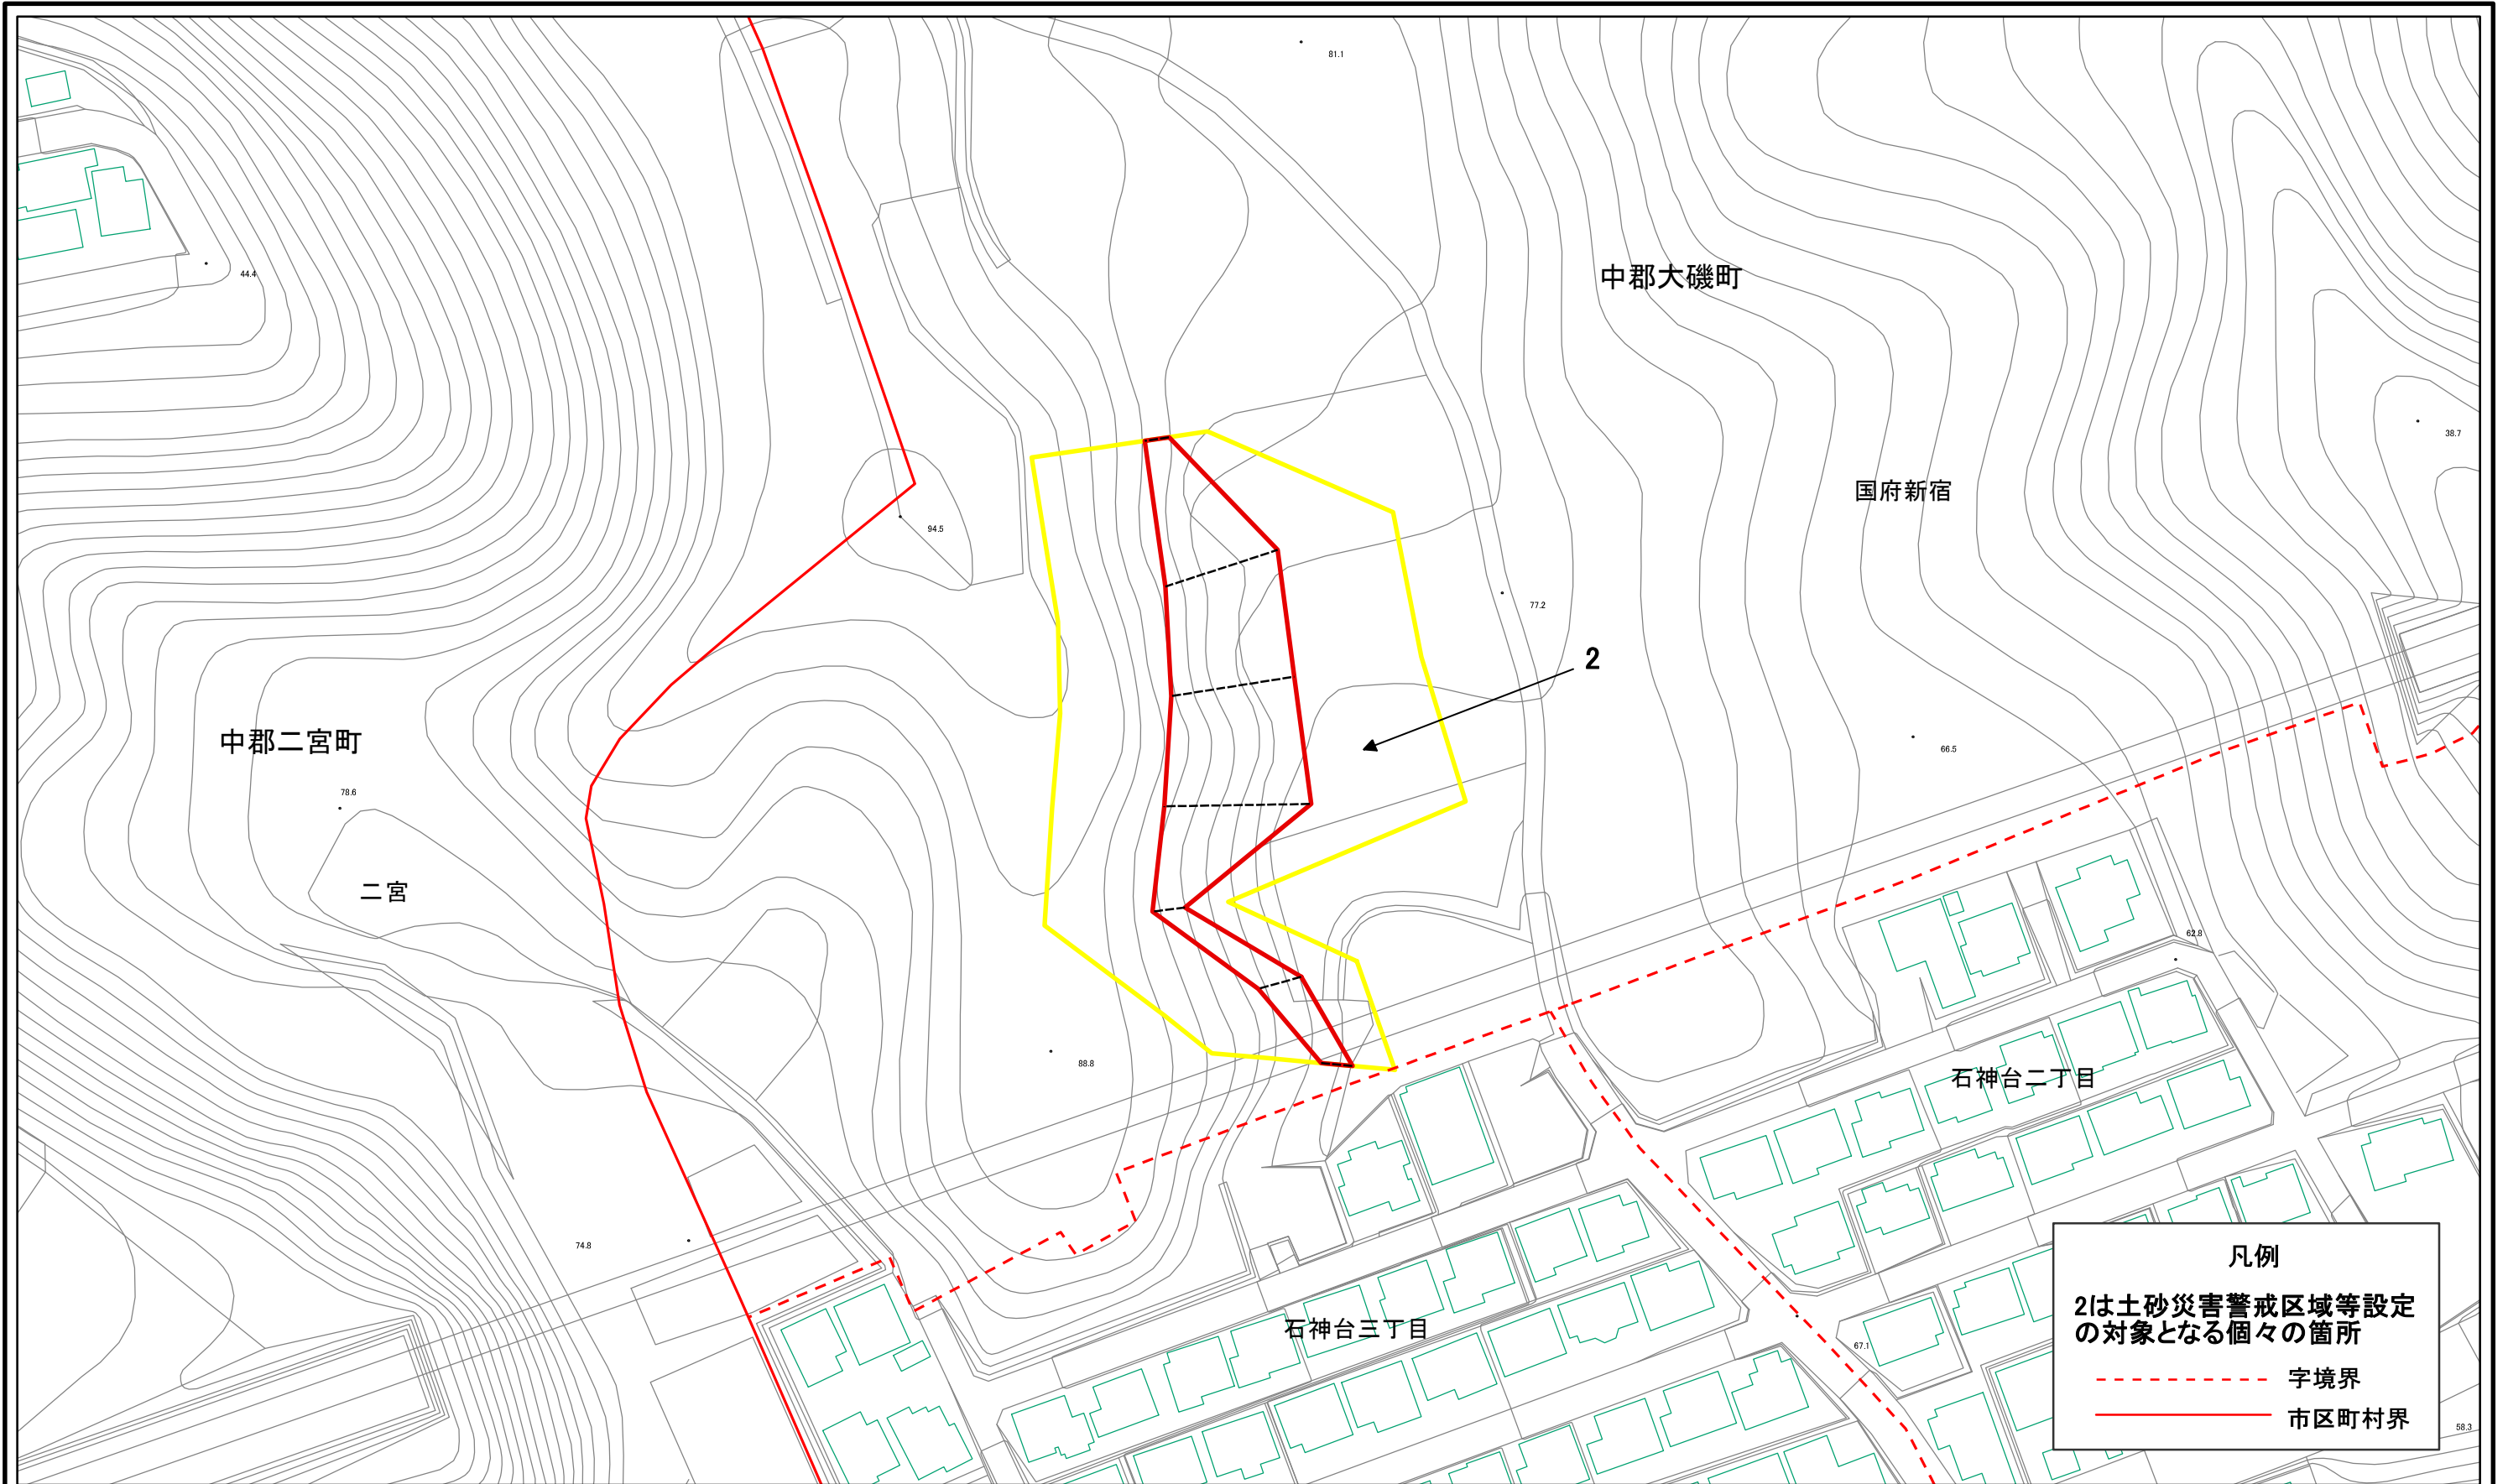 81.1
44.4
中郡大磯町
38.7
国府新宿
94.5
77.2
2
中郡二宮町
66.5
78.6
二宮
62.8
88.8
石神台二丁目
74.8
石神台三丁目
67.1
凡例
2は土砂災害警戒区域等設定
の対象となる個々の箇所
字境界
市区町村界
58.3